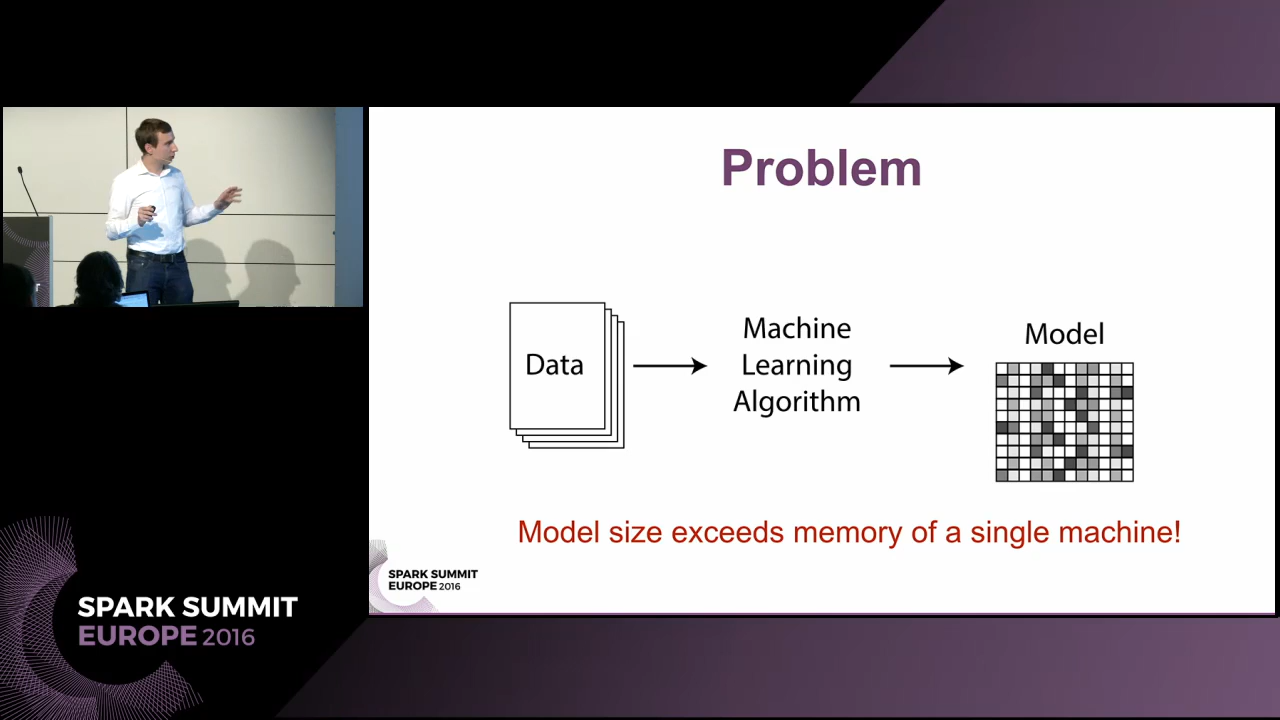 Problem
Data
Machine
Learning
Algorithm
Model
Model size exceeds memory of a single machine!
SPARK SUMMIT
EUROPE 2016
SPARK SUMMIT
EUROPE 2016